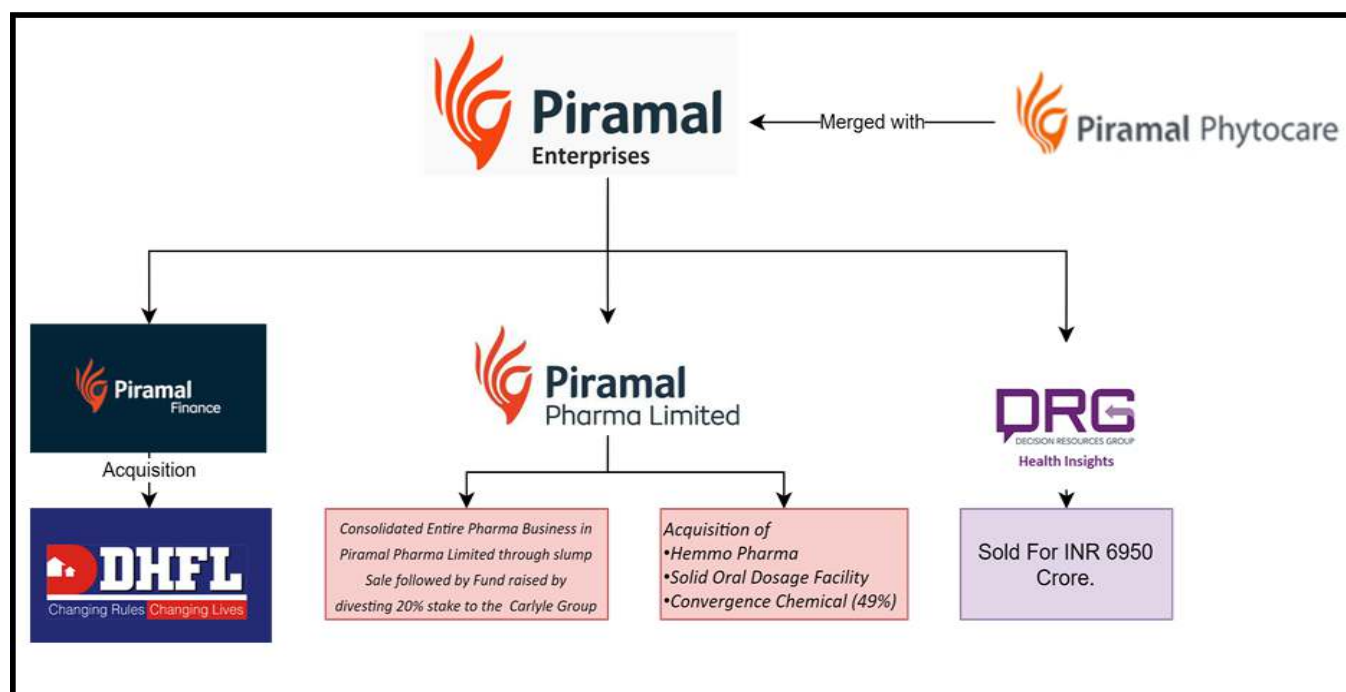 Piramal
Enterprises
Merged with
Piramal Phytocare
Piramal
Finance
Acquisition
DHFL
Changing Rules Changing Lives
Piramal
Pharma Limited
Consolidated Entire Pharma Business in
Piramal Pharma Limited through slump
Sale followed by Fund raised by
divesting 20% stake to the Carlyle Group
Acquisition of
•Hemmo Pharma
•Solid Oral Dosage Facility
•Convergence Chemical (49%)
DRG
DECISION RESOURCES GROUP
Health Insights
Sold For INR 6950
Crore.